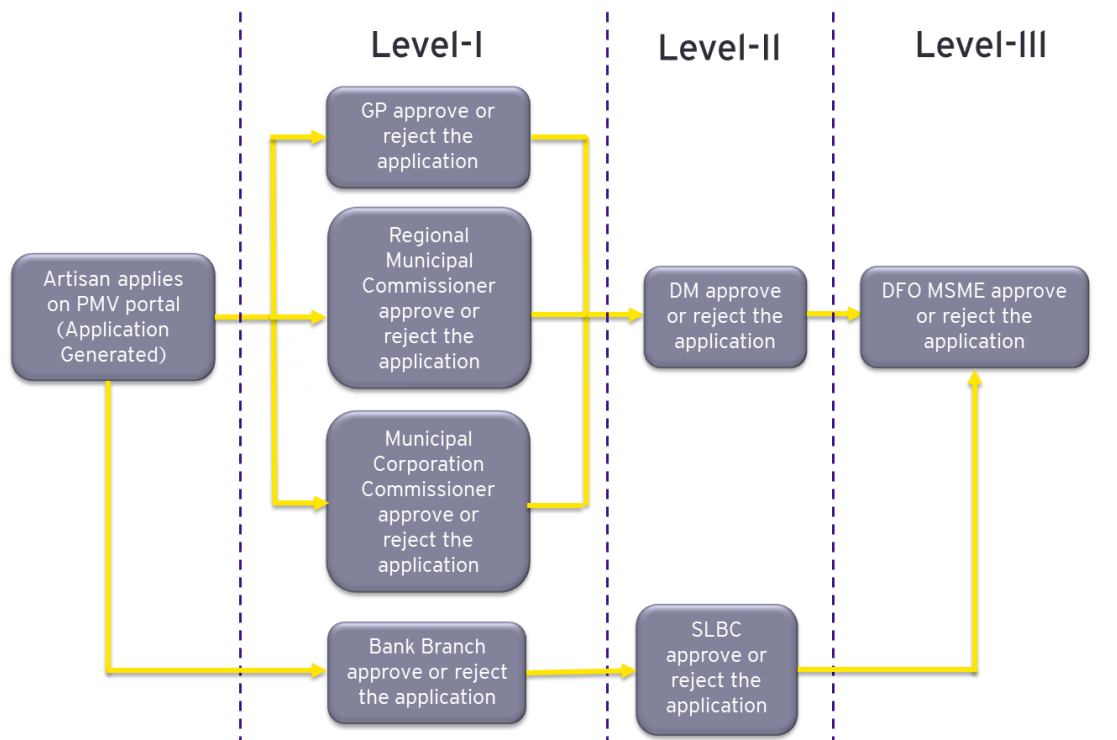 Level-I
Level-II
Level-III
Artisan applies
on PMV portal
(Application
Generated)
GP approve or
reject the
application
Regional
Municipal
Commissioner
approve or
reject the
application
Municipal
Corporation
Commissioner
approve or
reject the
application
Bank Branch
approve or reject
the application
DM approve
or reject the
application
SLBC
approve or
reject the
application
DFO MSME approve
or reject the
application